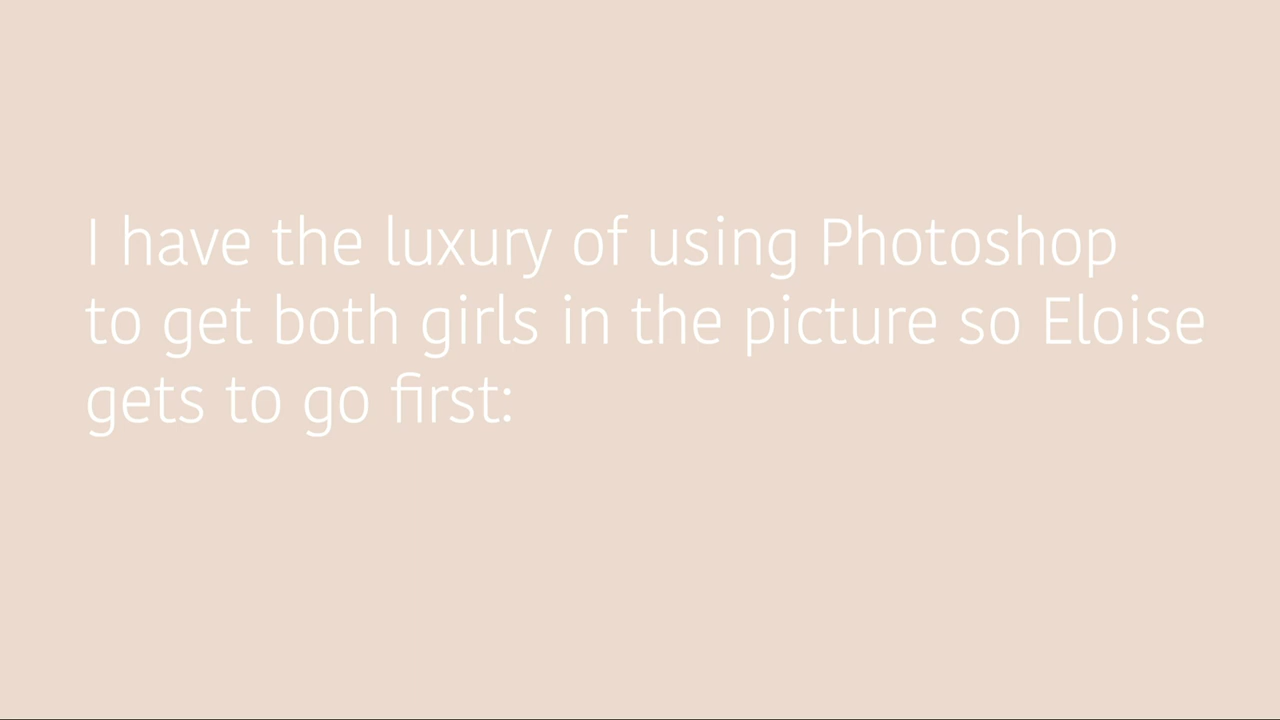 I have the luxury of using Photoshop
to get both girls in the picture so Eloise
gets to go first: